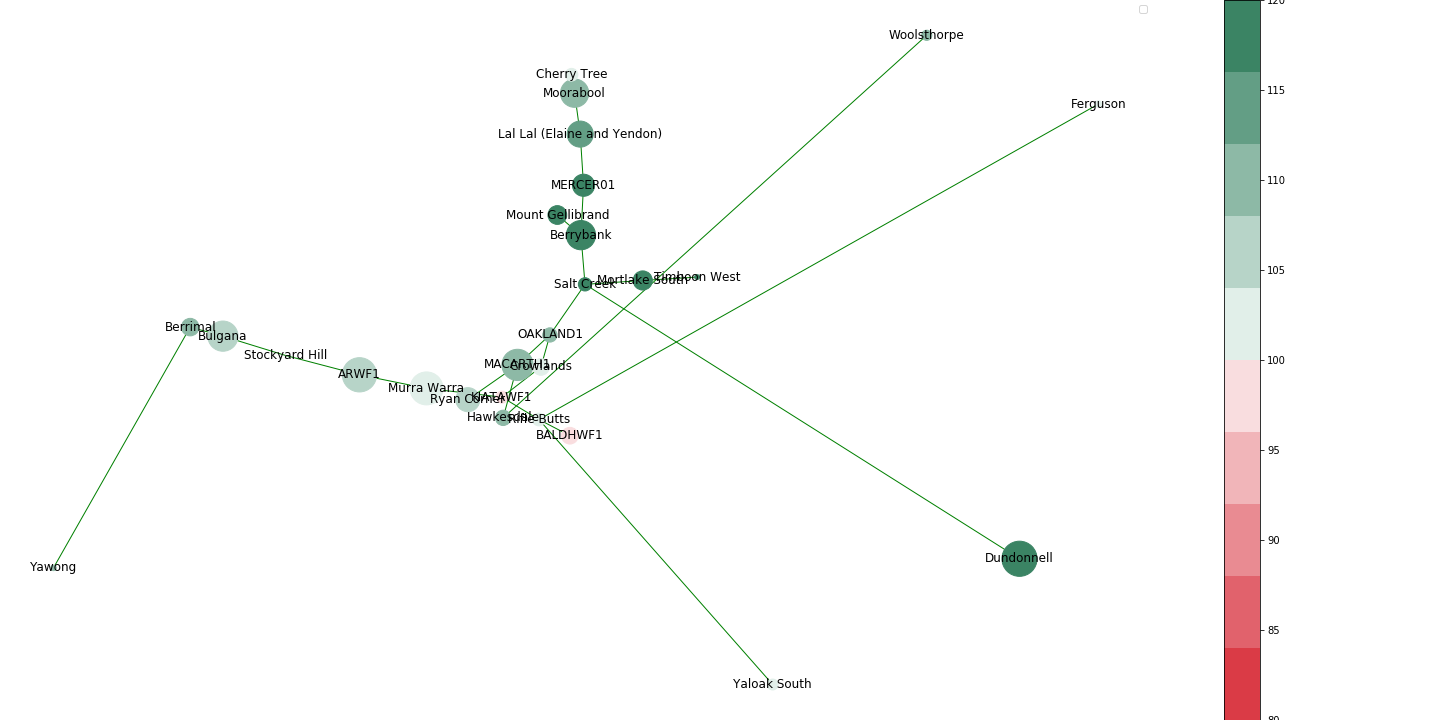 120
Woolsthorpe
Cherry Tree
115
Moorabool
Ferguson
Lal Lal (Elaine and Yendon)
110
MERCER01
Mount Gellibrand
Berrybank
105
Timboon West
Mortlake South
Salt Creek
Berrimal
OAKLAND1
Bulgana
Stockyard Hill
100
MACARTH1
Crowlands
ARWF1
Murra Warra
KIATAWF1
Ryan Corner
Hawkesdale
Rifle Butts
BALDHWF1
95
90
Dundonnell
Yawong
85
Yaloak South
80